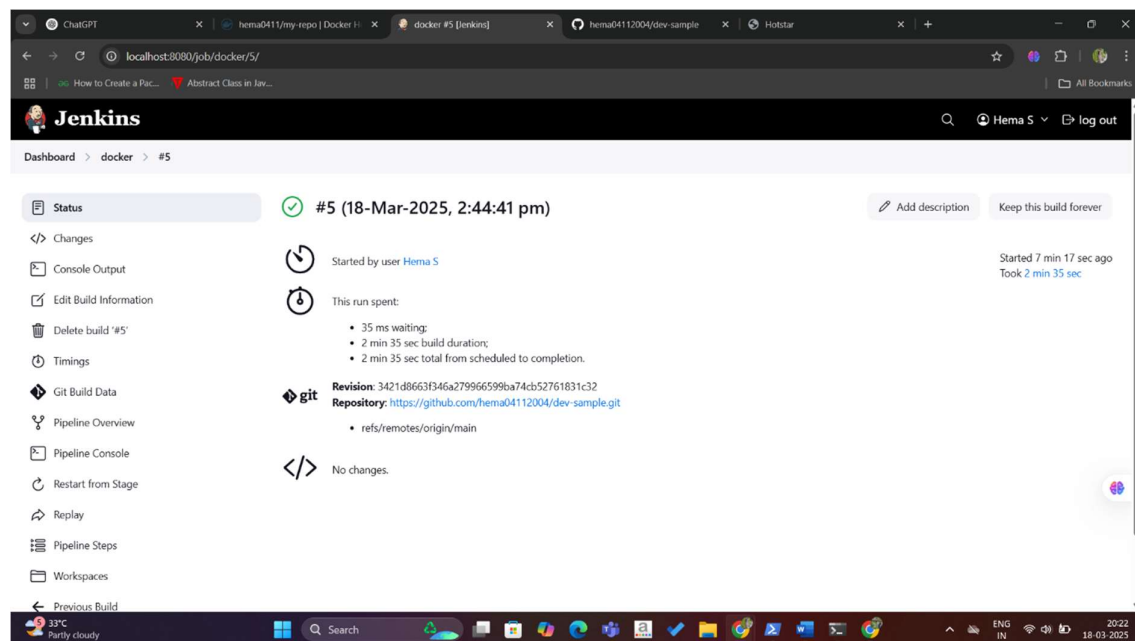 ChatGPT
hema0411/my-repo | Docker H
docker #5 [Jenkins]
hema04112004/dev-sample
Hotstar
localhost:8080/job/docker/5/
How to Create a Pac...
Abstract Class in Jav...
All Bookmarks
Jenkins
Hema S
log out
Dashboard > docker > #5
Status
#5 (18-Mar-2025, 2:44:41 pm)
Add description
Keep this build forever
Changes
Started by user Hema S
Started 7 min 17 sec ago
Took 2 min 35 sec
Console Output
Edit Build Information
This run spent:
Delete build '#5'
• 35 ms waiting;
• 2 min 35 sec build duration;
• 2 min 35 sec total from scheduled to completion.
Timings
Git Build Data
git
Revision: 3421d8663f346a279966599ba74cb52761831c32
Repository: https://github.com/hema04112004/dev-sample.git
• refs/remotes/origin/main
Pipeline Overview
Pipeline Console
No changes.
Restart from Stage
Replay
Pipeline Steps
Workspaces
Previous Build
5
33°C
Partly cloudy
Search
ENG
IN
20:22
18-03-2025